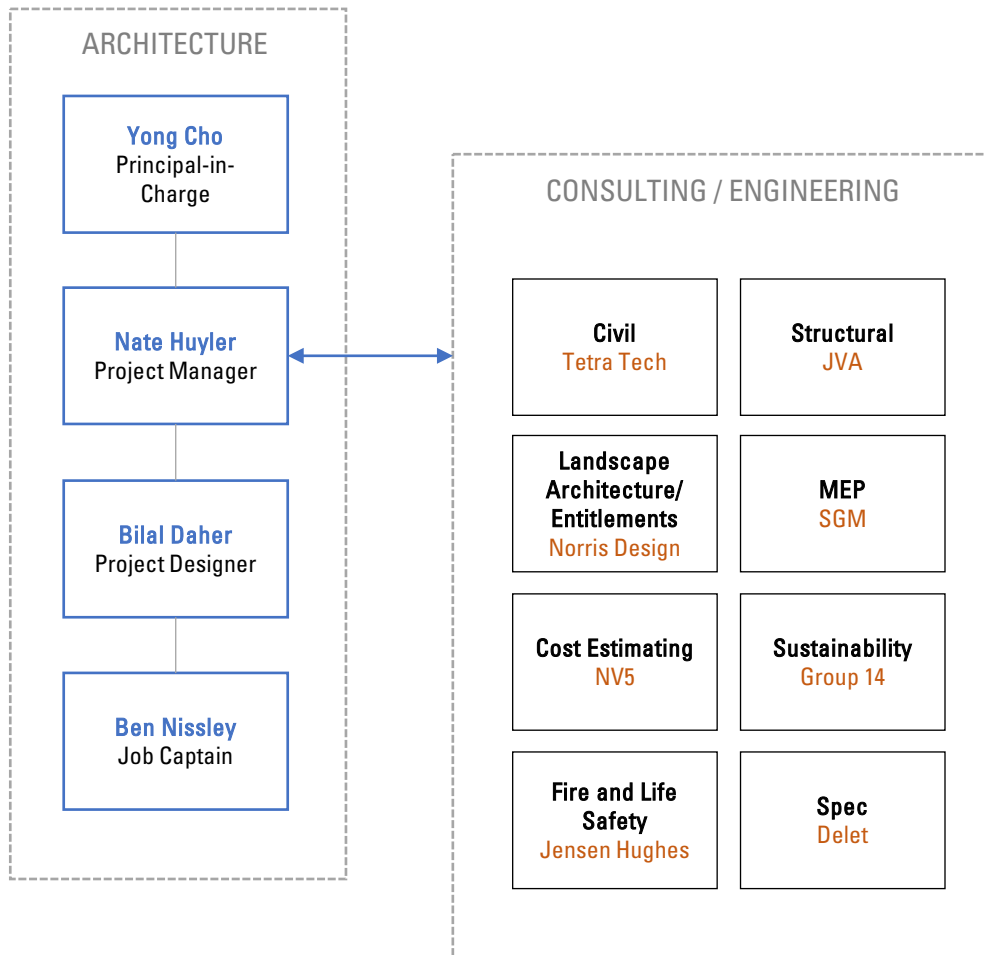 ARCHITECTURE
Yong Cho
Principal-in-
Charge
Nate Huyler
Project Manager
Bilal Daher
Project Designer
Ben Nissley
Job Captain
CONSULTING / ENGINEERING
Civil
Tetra Tech
Structural
JVA
Landscape
Architecture/
Entitlements
Norris Design
MEP
SGM
Cost Estimating
NV5
Sustainability
Group 14
Fire and Life
Safety
Jensen Hughes
Spec
Delet